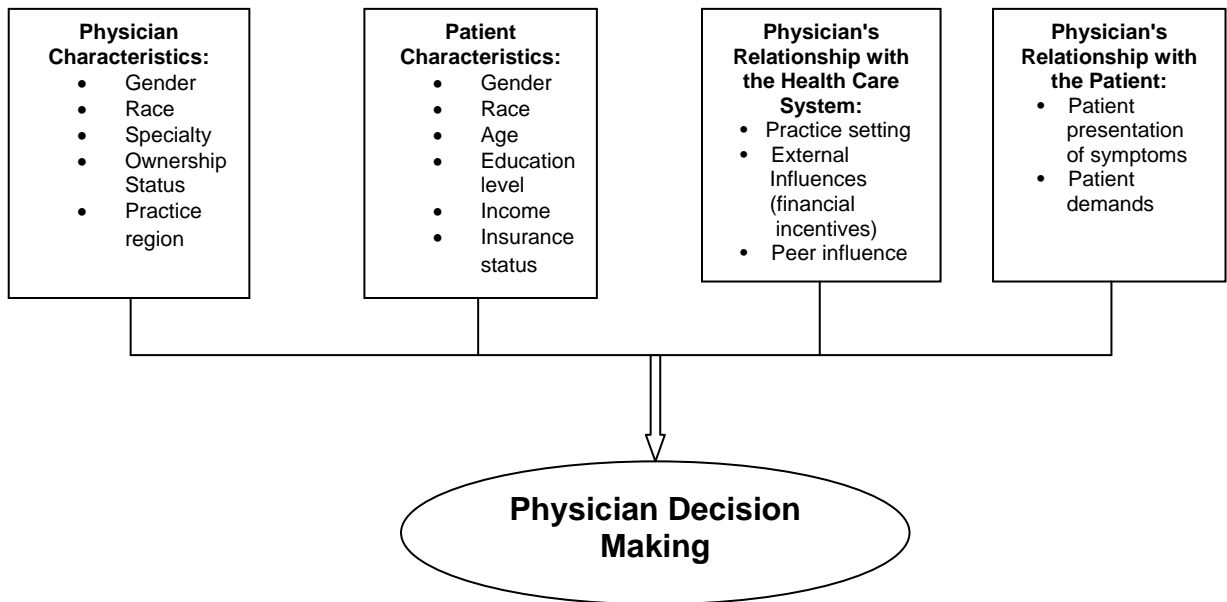 Physician
Characteristics:
• Gender
• Race
• Specialty
• Ownership
Status
• Practice
region
Patient
Characteristics:
• Gender
• Race
• Age
• Education
level
• Income
• Insurance
status
Physician's
Relationship with
the Health Care
System:
• Practice setting
• External
Influences
(financial
incentives)
• Peer influence
Physician's
Relationship with
the Patient:
• Patient
presentation
of symptoms
• Patient
demands
Physician Decision
Making